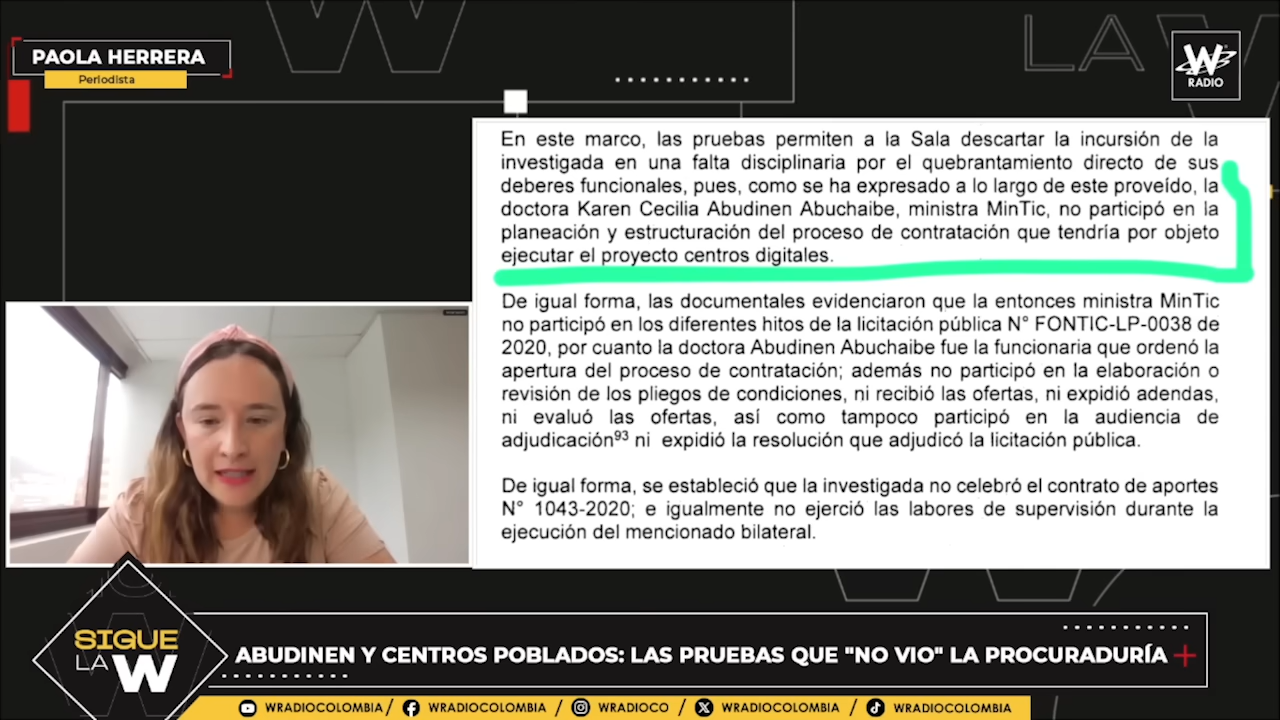 PAOLA HERRERA
Periodista
LA W
W
RADIO
En este marco, las pruebas permiten a la Sala descartar la incursión de la
investigada en una falta disciplinaria por el quebrantamiento directo de sus
deberes funcionales, pues, como se ha expresado a lo largo de este proveído, la
doctora Karen Cecilia Abudinen Abuchaibe, ministra MinTic, no participó en la
planeación y estructuración del proceso de contratación que tendría por objeto
ejecutar el proyecto centros digitales.
De igual forma, las documentales evidenciaron que la entonces ministra MinTic
no participó en los diferentes hitos de la licitación pública N° FONTIC-LP-0038 de
2020, por cuanto la doctora Abudinen Abuchaibe fue la funcionaria que ordenó la
apertura del proceso de contratación; además no participó en la elaboración o
revisión de los pliegos de condiciones, ni recibió las ofertas, ni expidió adendas,
ni evaluó las ofertas, así como tampoco participó en la audiencia de
adjudicación93 ni expidió la resolución que adjudicó la licitación pública.
De igual forma, se estableció que la investigada no celebró el contrato de aportes
N° 1043-2020; e igualmente no ejerció las labores de supervisión durante la
ejecución del mencionado bilateral.
SIGUE
LA W
ABUDINEN Y CENTROS POBLADOS: LAS PRUEBAS QUE "NO VIO" LA PROCURADURÍA
WRADIOCOLOMBIA / WRADIOCOLOMBIA / WRADIOCO / WRADIOCOLOMBIA / WRADIOCOLOMBIA